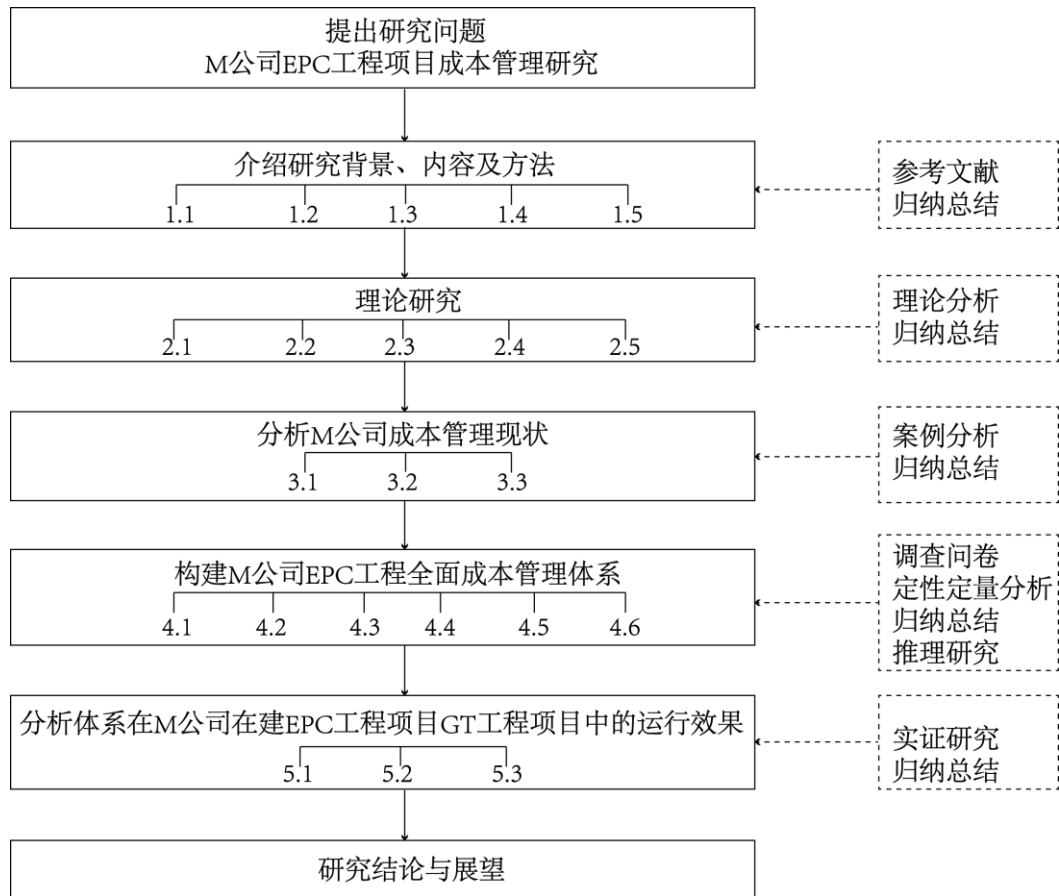 提出研究问题
M公司EPC工程项目成本管理研究
介绍研究背景、内容及方法
1.1 1.2 1.3 1.4 1.5
参考文献
归纳总结
理论研究
2.1 2.2 2.3 2.4 2.5
理论分析
归纳总结
分析M公司成本管理现状
3.1 3.2 3.3
案例分析
归纳总结
构建M公司EPC工程全面成本管理体系
4.1 4.2 4.3 4.4 4.5 4.6
调查问卷
定性定量分析
归纳总结
推理研究
分析体系在M公司在建EPC工程项目GT工程项目中的运行效果
5.1 5.2 5.3
实证研究
归纳总结
研究结论与展望